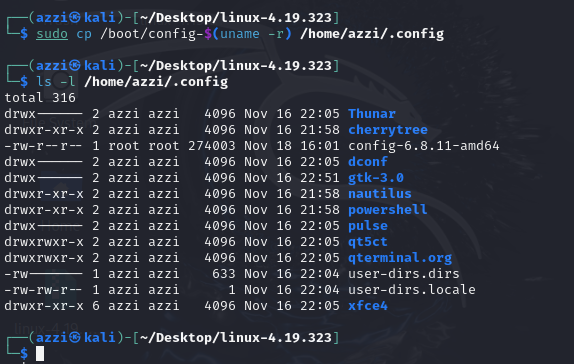 ┌──(azzi㉿kali)-[~/Desktop/linux-4.19.323]
└─$ sudo cp /boot/config-$(uname -r) /home/azzi/.config
┌──(azzi㉿kali)-[~/Desktop/linux-4.19.323]
└─$ ls -l /home/azzi/.config
total 316
drwx------ 2 azzi azzi 4096 Nov 16 22:05 Thunar
drwxr-xr-x 2 azzi azzi 4096 Nov 16 21:58 cherrytree
-rw-r--r-- 1 root root 274003 Nov 18 16:01 config-6.8.11-amd64
drwx------ 2 azzi azzi 4096 Nov 16 22:05 dconf
drwx------ 2 azzi azzi 4096 Nov 16 22:51 gtk-3.0
drwxr-xr-x 2 azzi azzi 4096 Nov 16 21:58 nautilus
drwxr-xr-x 2 azzi azzi 4096 Nov 16 21:58 powershell
drwx------ 2 azzi azzi 4096 Nov 16 22:05 pulse
drwxrwxr-x 2 azzi azzi 4096 Nov 16 22:05 qt5ct
drwxrwxr-x 2 azzi azzi 4096 Nov 16 22:04 qterminal.org
-rw------- 1 azzi azzi 633 Nov 16 22:04 user-dirs.dirs
-rw-rw-r-- 1 azzi azzi 1 Nov 16 22:04 user-dirs.locale
drwxr-xr-x 6 azzi azzi 4096 Nov 16 22:05 xfce4
linux-4.19
┌──(azzi㉿kali)-[~/Desktop/linux-4.19.323]
└─$